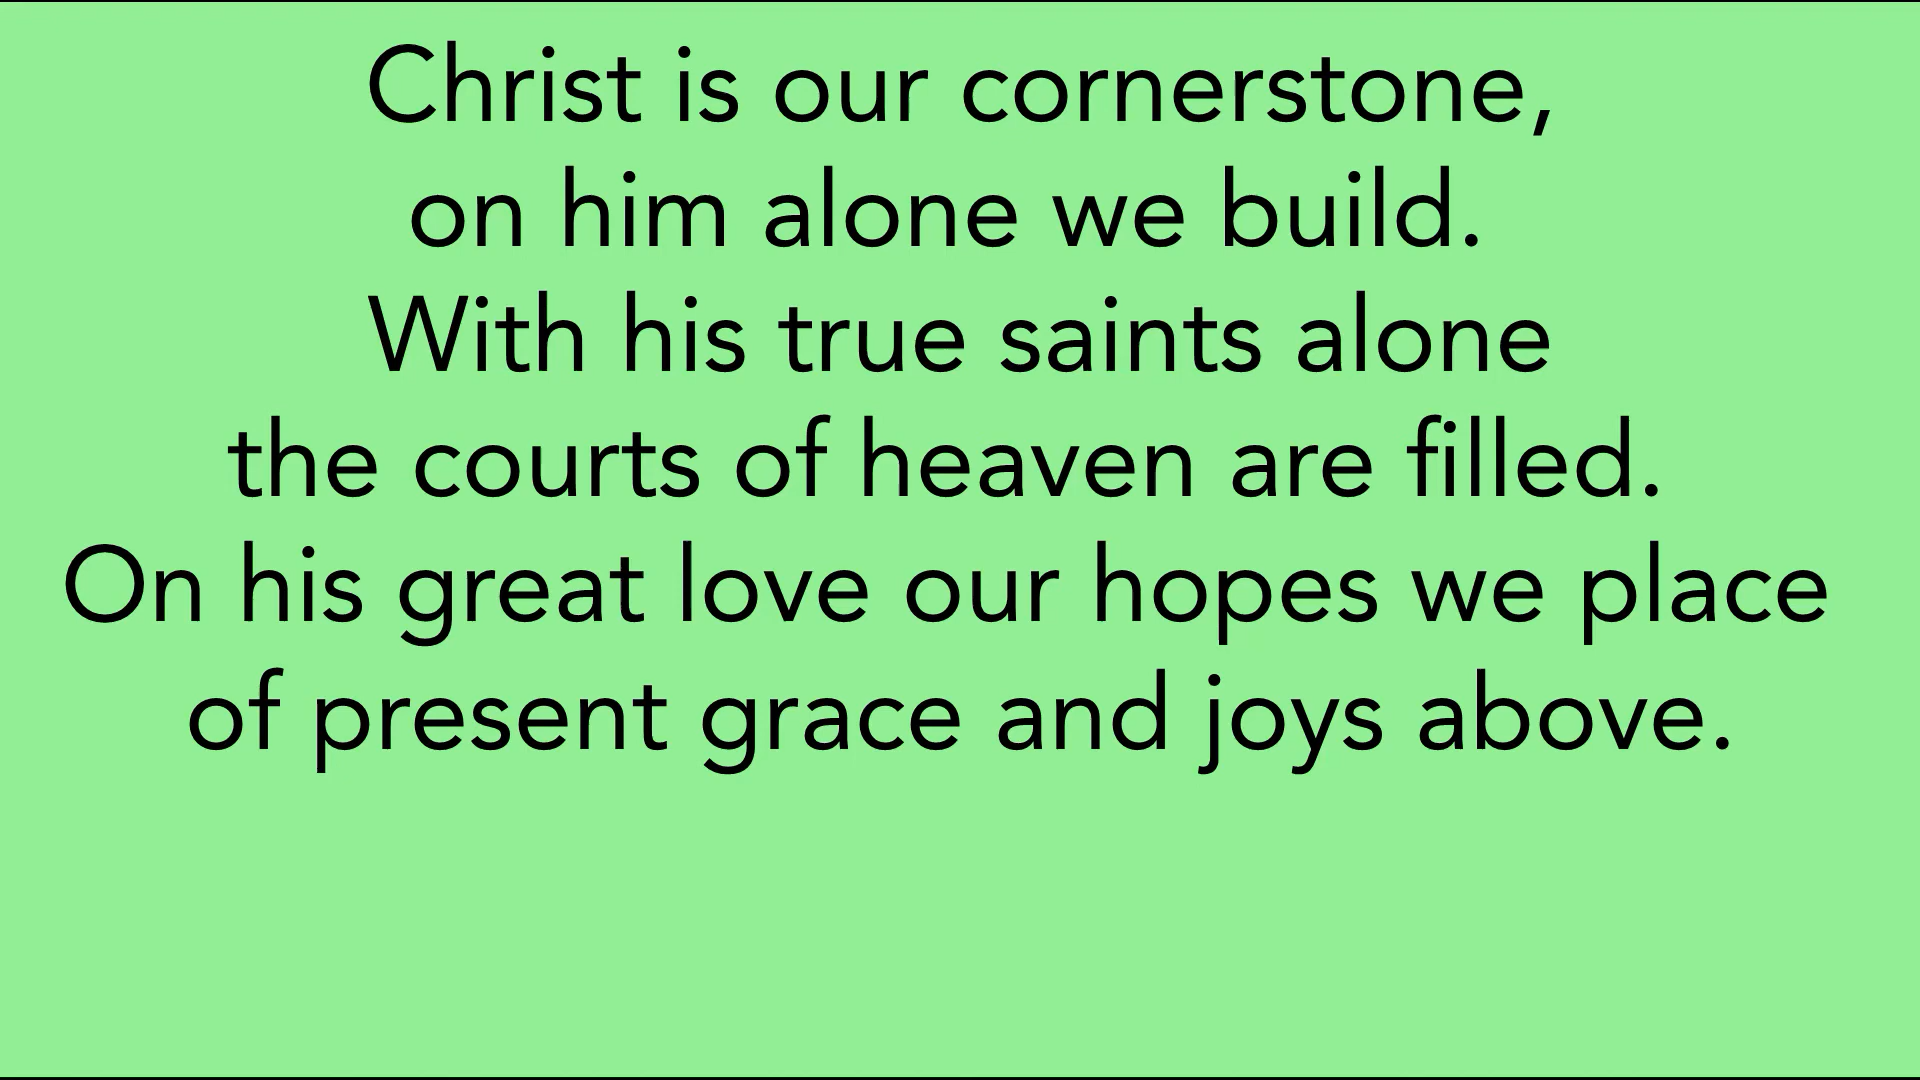 Christ is our cornerstone,
on him alone we build.
With his true saints alone
the courts of heaven are filled.
On his great love our hopes we place
of present grace and joys above.